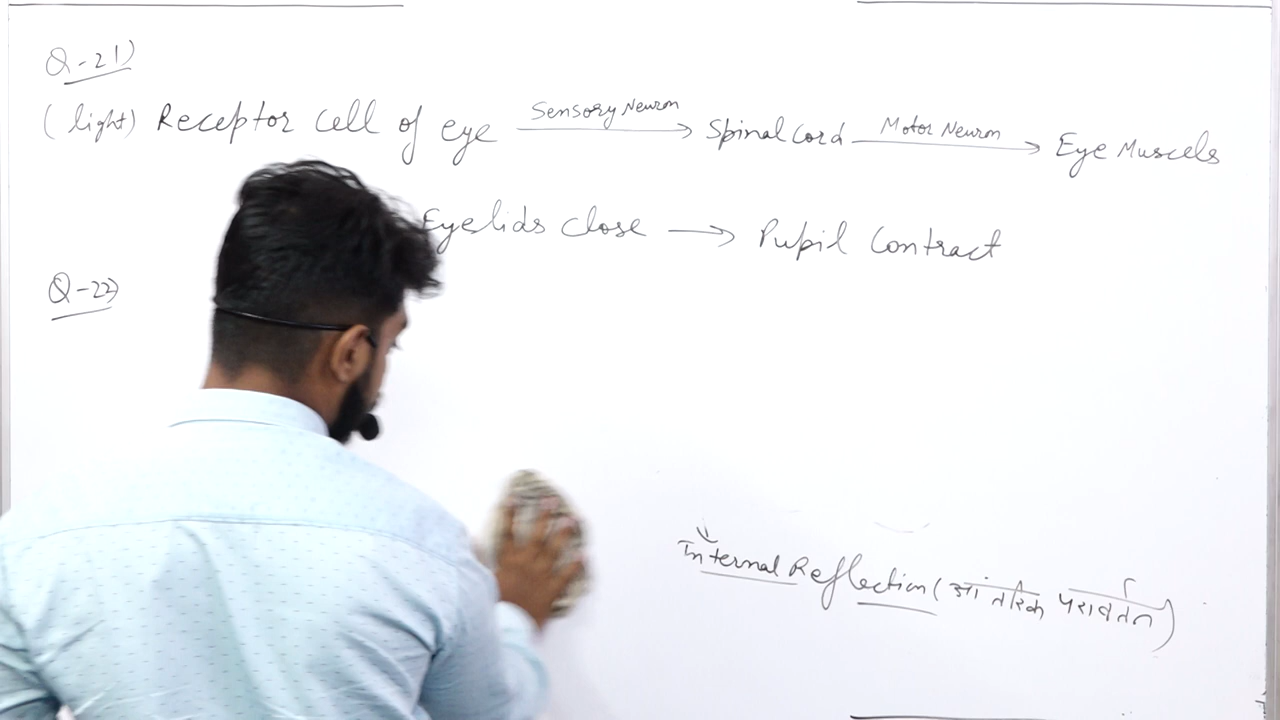 Q-21)
(light) Receptor cell of eye Sensory Neuron → Spinal cord Motor Neuron → Eye Muscels
Eyelids close → Pupil Contract
Q-22)
Internal Reflection (आंतरिक परावर्तन)